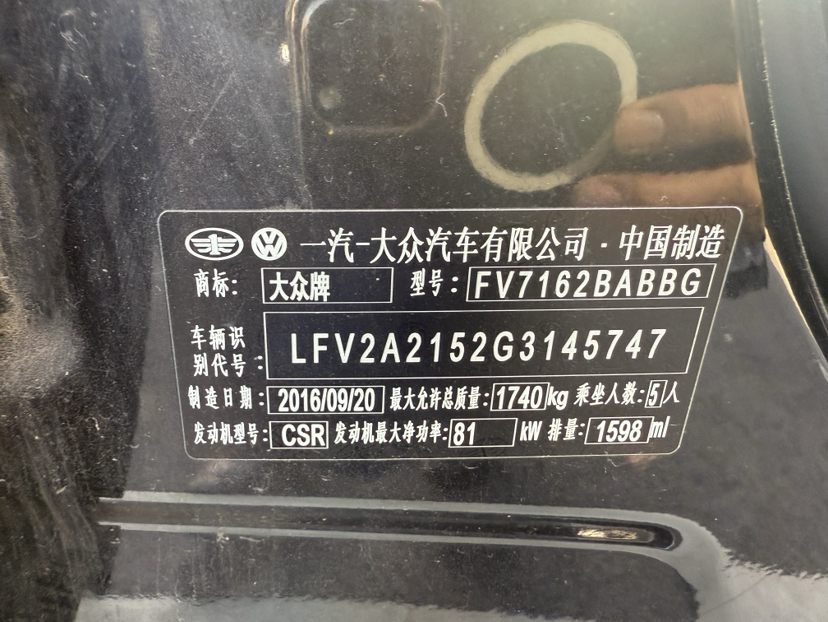 一汽-大众汽车有限公司·中国制造
商标: 大众牌 型号: FV7162BABBG
车辆识
别代号: LFV2A2152G3145747
制造日期: 2016/09/20 最大允许总质量: 1740kg 乘坐人数: 5人
发动机型号: CSR 发动机最大净功率: 81 kW 排量: 1598 ml